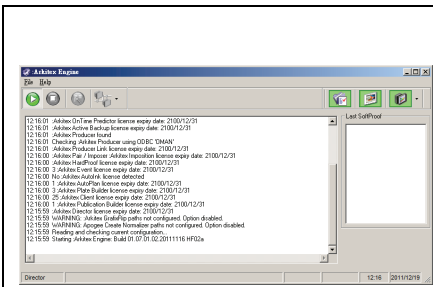 :Arkitex Engine
File Help
12:16:01 :Arkitex OnTime Predictor license expiry date: 2100/12/31
12:16:01 :Arkitex Active Backup license expiry date: 2100/12/31
12:16:01 :Arkitex Producer found
12:16:01 Checking :Arkitex Producer using ODBC 'DMAN'
12:16:01 :Arkitex Producer Link license expiry date: 2100/12/31
12:16:00 :Arkitex HardProof license expiry date: 2100/12/31
12:16:00 :Arkitex Pair / Imposer :Arkitex Imposition license expiry date: 2100/12/31
12:16:00 3 :Arkitex Event license expiry date: 2100/12/31
12:16:00 No :Arkitex Autolink license detected
12:16:00 1 :Arkitex AutoPlan license expiry date: 2100/12/31
12:16:00 3 :Arkitex Plate Builder license expiry date: 2100/12/31
12:16:00 25 :Arkitex Client license expiry date: 2100/12/31
12:16:00 1 :Arkitex Publication Builder license expiry date: 2100/12/31
12:15:59 :Arkitex Director license expiry date: 2100/12/31
12:15:59 WARNING: :Arkitex GrafixFlip paths not configured. Option disabled.
12:15:59 WARNING: Apogee Create Normalizer paths not configured. Option disabled.
12:15:59 Reading and checking current configuration...
12:15:59 Starting :Arkitex Engine: Build 01.07.01.02.20111116 HF02a
Last SoftProof
Director 12:16 2011/12/19